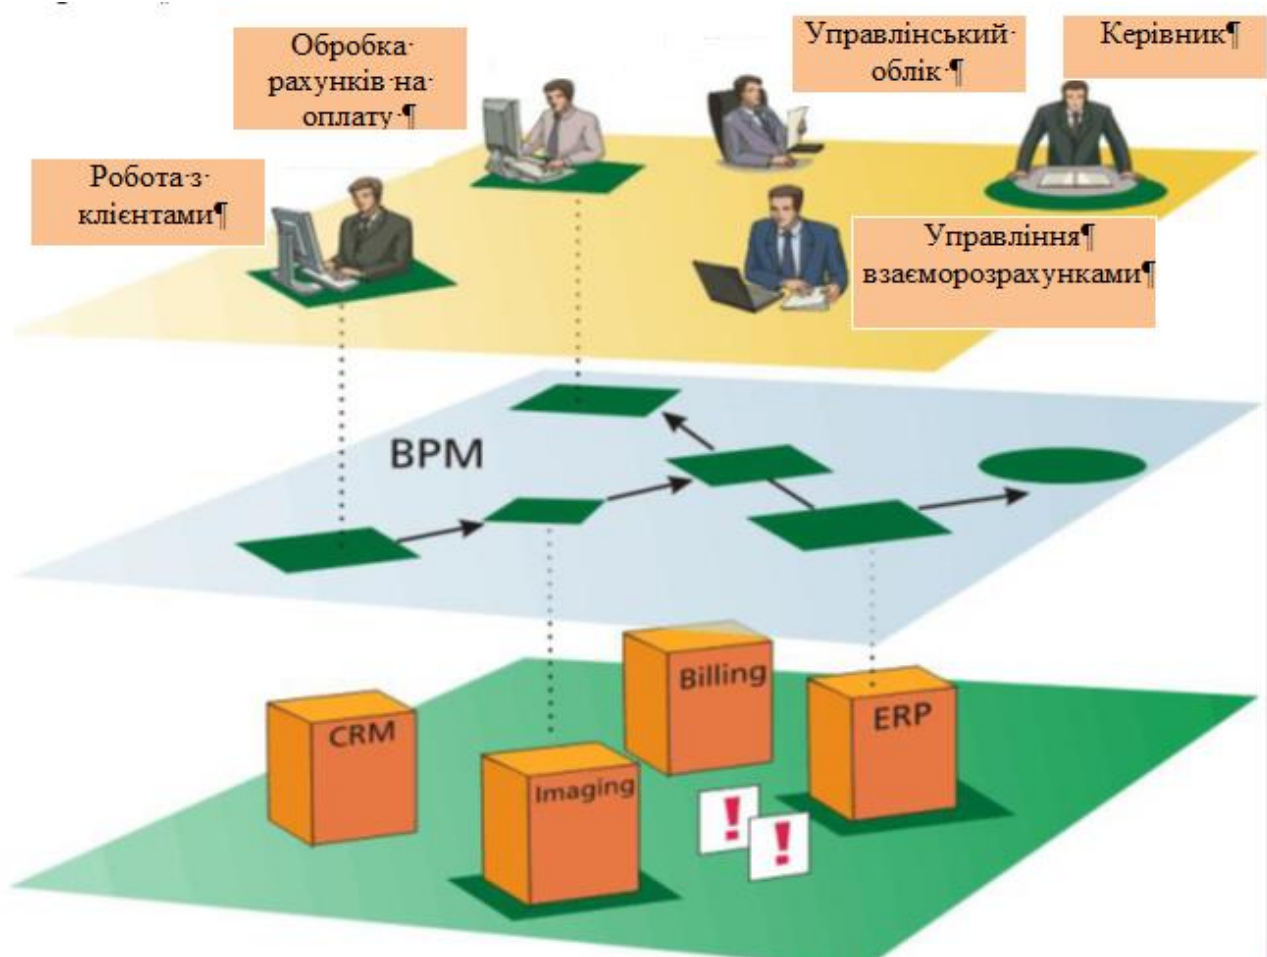 Обробка·
рахунків·на·
оплату·¶
Управлінський·
облік·¶
Керівник¶
Робота·з·
клієнтами¶
Управління¶
взаєморозрахунками¶
BPM
Billing
CRM
ERP
Imaging
!
!